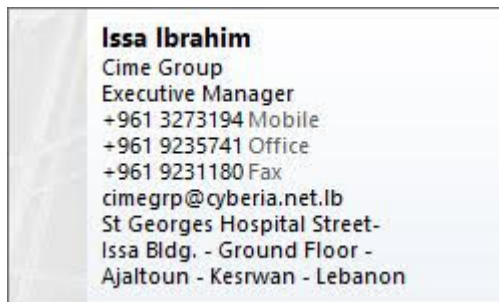 Issa Ibrahim
Cime Group
Executive Manager
+961 3273194 Mobile
+961 9235741 Office
+961 9231180 Fax
cimegrp@cyberia.net.lb
St Georges Hospital Street-
Issa Bldg. - Ground Floor -
Ajaltoun - Kesrwan - Lebanon